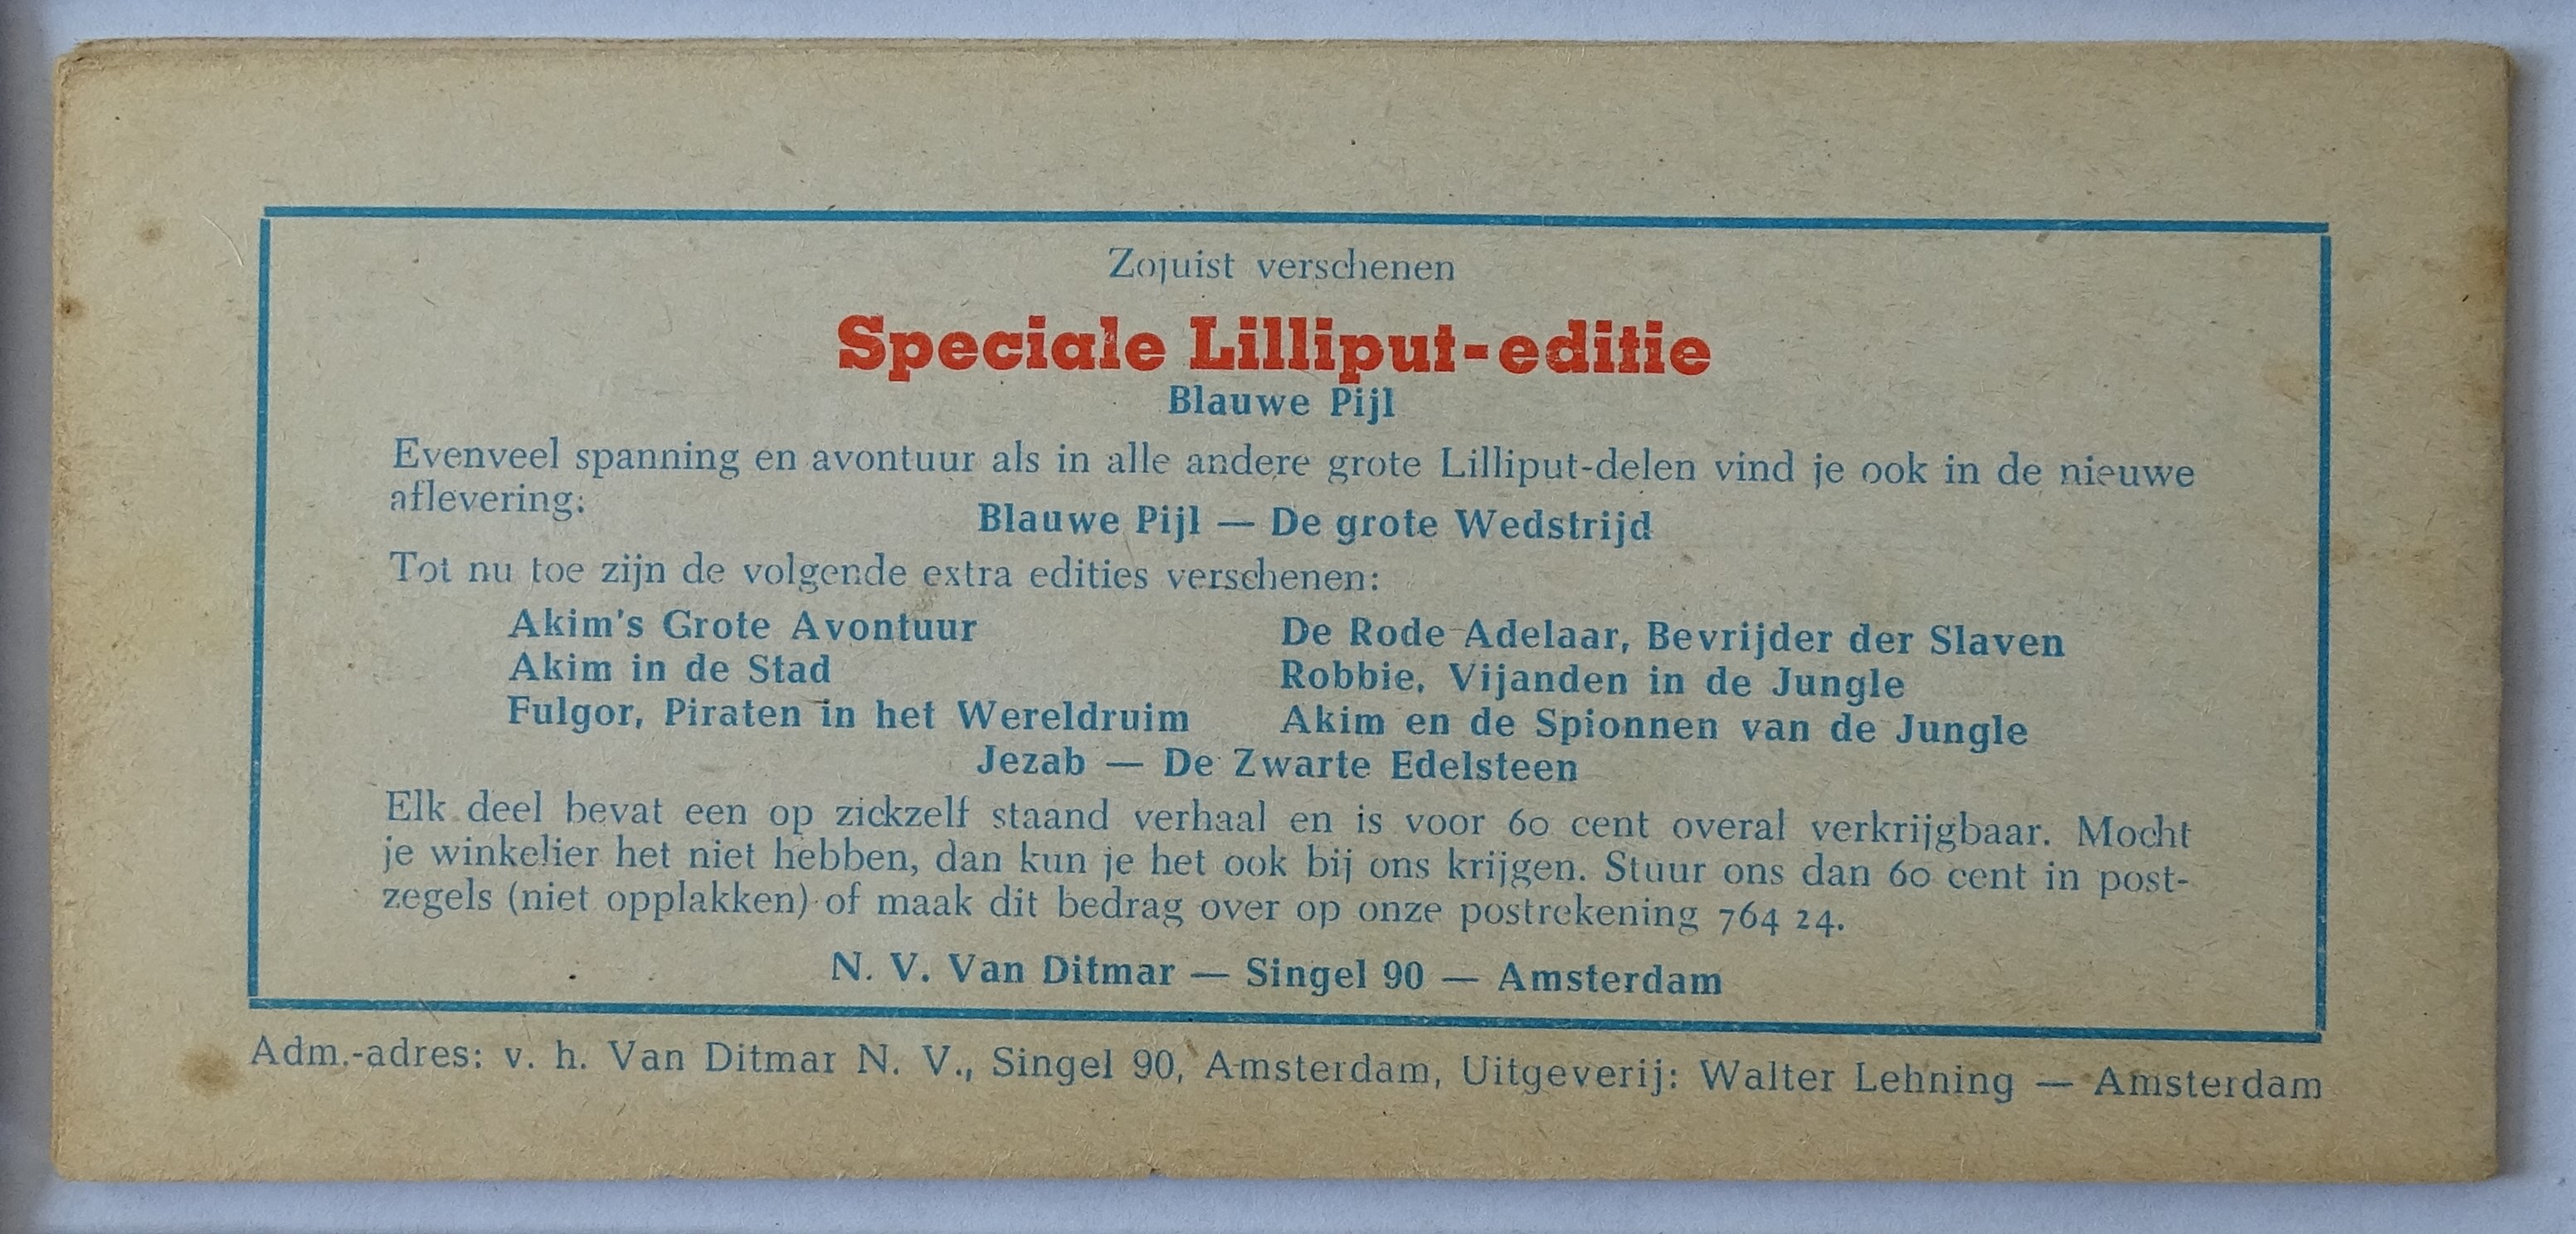 Zojuist verschenen
Speciale Lilliput-editie
Blauwe Pijl
Evenveel spanning en avontuur als in alle andere grote Lilliput-delen vind je ook in de nieuwe
aflevering:
Blauwe Pijl — De grote Wedstrijd
Tot nu toe zijn de volgende extra edities verschenen:
Akim's Grote Avontuur
Akim in de Stad
Fulgor, Piraten in het Wereldruim
De Rode Adelaar, Bevrijder der Slaven
Robbie, Vijanden in de Jungle
Akim en de Spionnen van de Jungle
Jezab — De Zwarte Edelsteen
Elk deel bevat een op zickzelf staand verhaal en is voor 60 cent overal verkrijgbaar. Mocht
je winkelier het niet hebben, dan kun je het ook bij ons krijgen. Stuur ons dan 60 cent in post-
zegels (niet opplakken) of maak dit bedrag over op onze postrekening 764 24.
N. V. Van Ditmar — Singel 90 — Amsterdam
Adm.-adres: v. h. Van Ditmar N. V., Singel 90, Amsterdam, Uitgeverij: Walter Lehning — Amsterdam